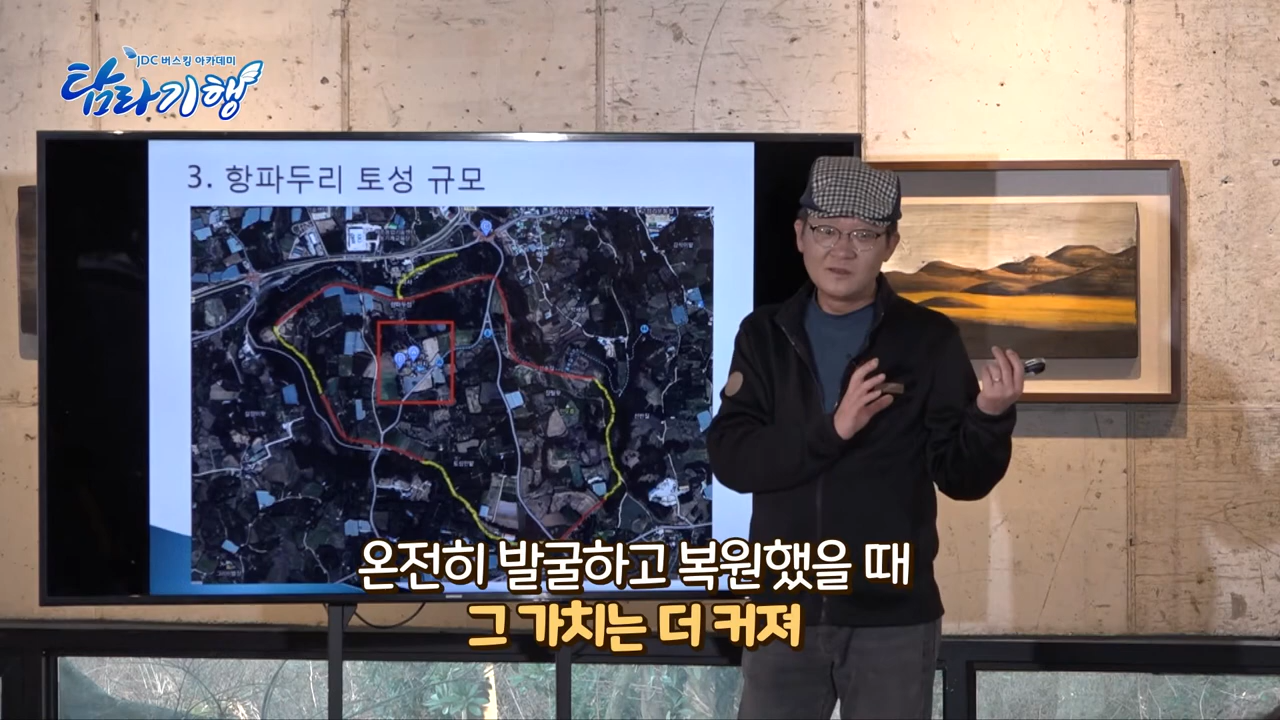 JDC 버스킹 아카데미
탐라기행
3. 항파두리 토성 규모
온전히 발굴하고 복원했을 때
그 가치는 더 커져